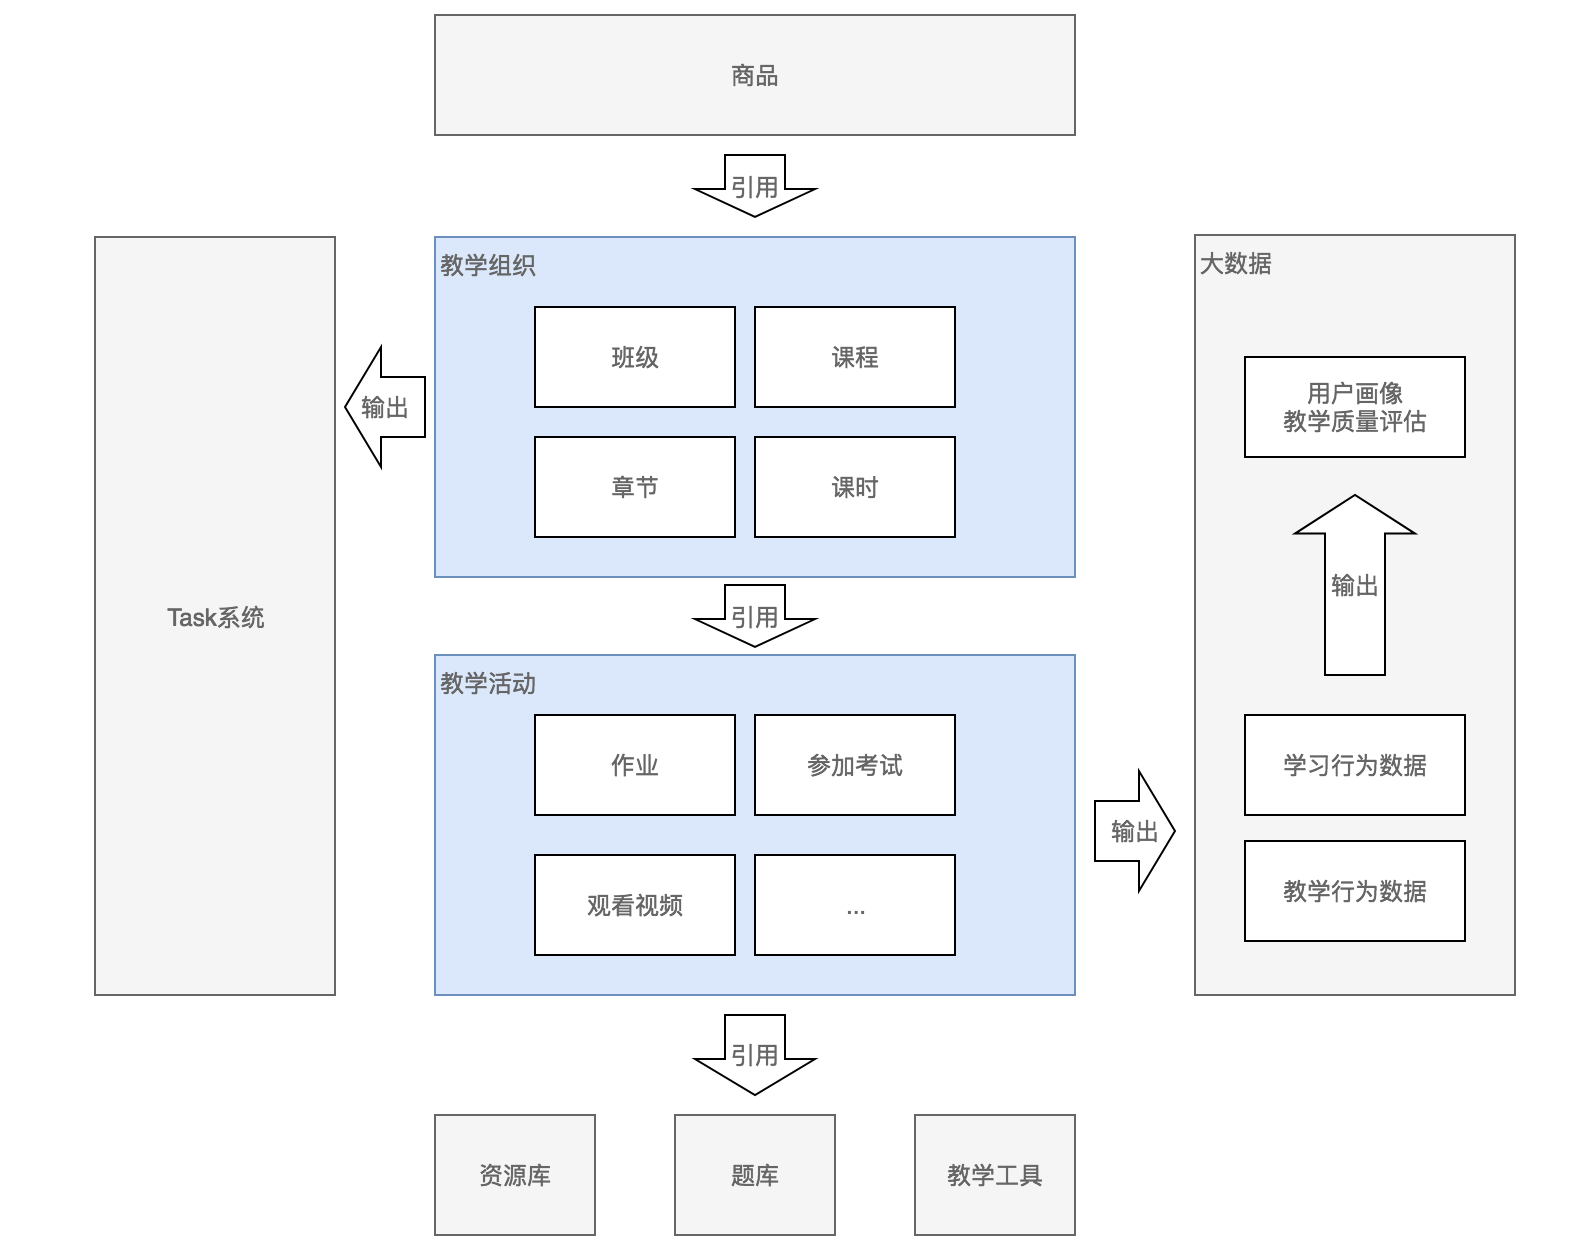 商品
引用
教学组织
班级
课程
章节
课时
输出
Task系统
引用
教学活动
作业
参加考试
观看视频
...
输出
大数据
用户画像
教学质量评估
输出
学习行为数据
教学行为数据
引用
资源库
题库
教学工具